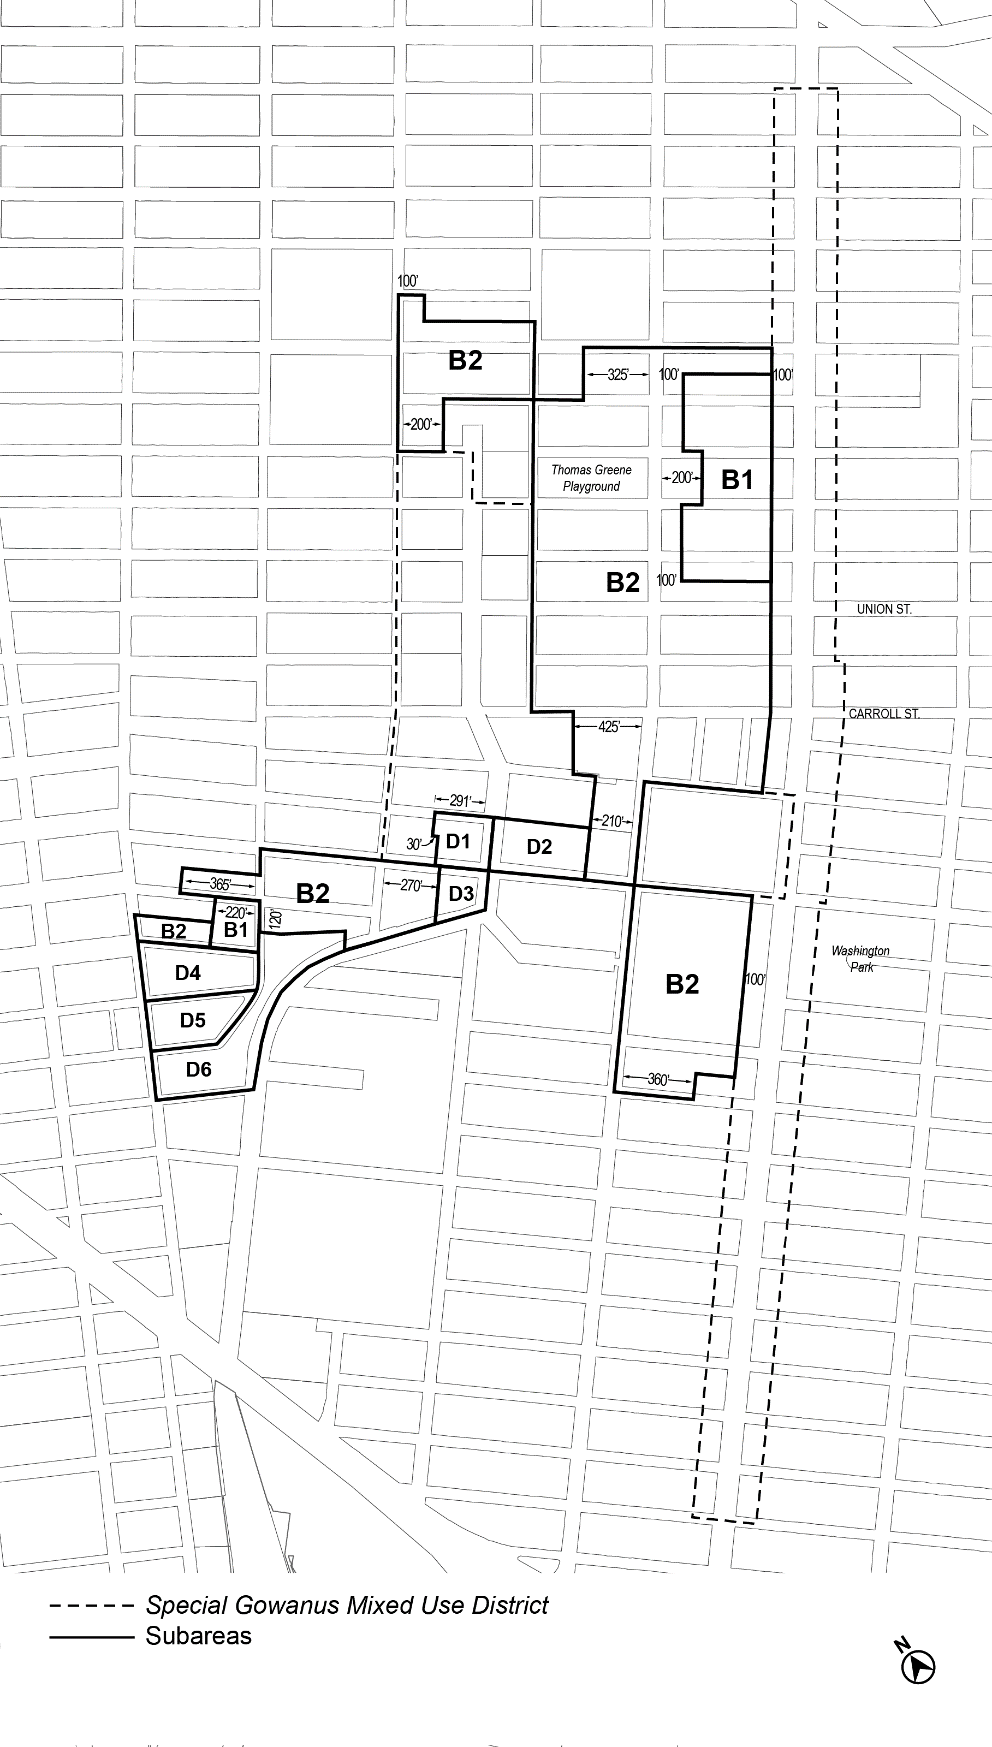 100'
B2
325'
100'
100'
200'
Thomas Greene
Playground
200'
B1
B2
100'
UNION ST.
CARROLL ST.
425'
291'
210'
30'
D1
D2
365'
B2
270'
D3
220'
120'
B2
B1
Washington
Park
D4
B2
100'
D5
D6
360'
Special Gowanus Mixed Use District
Subareas
N